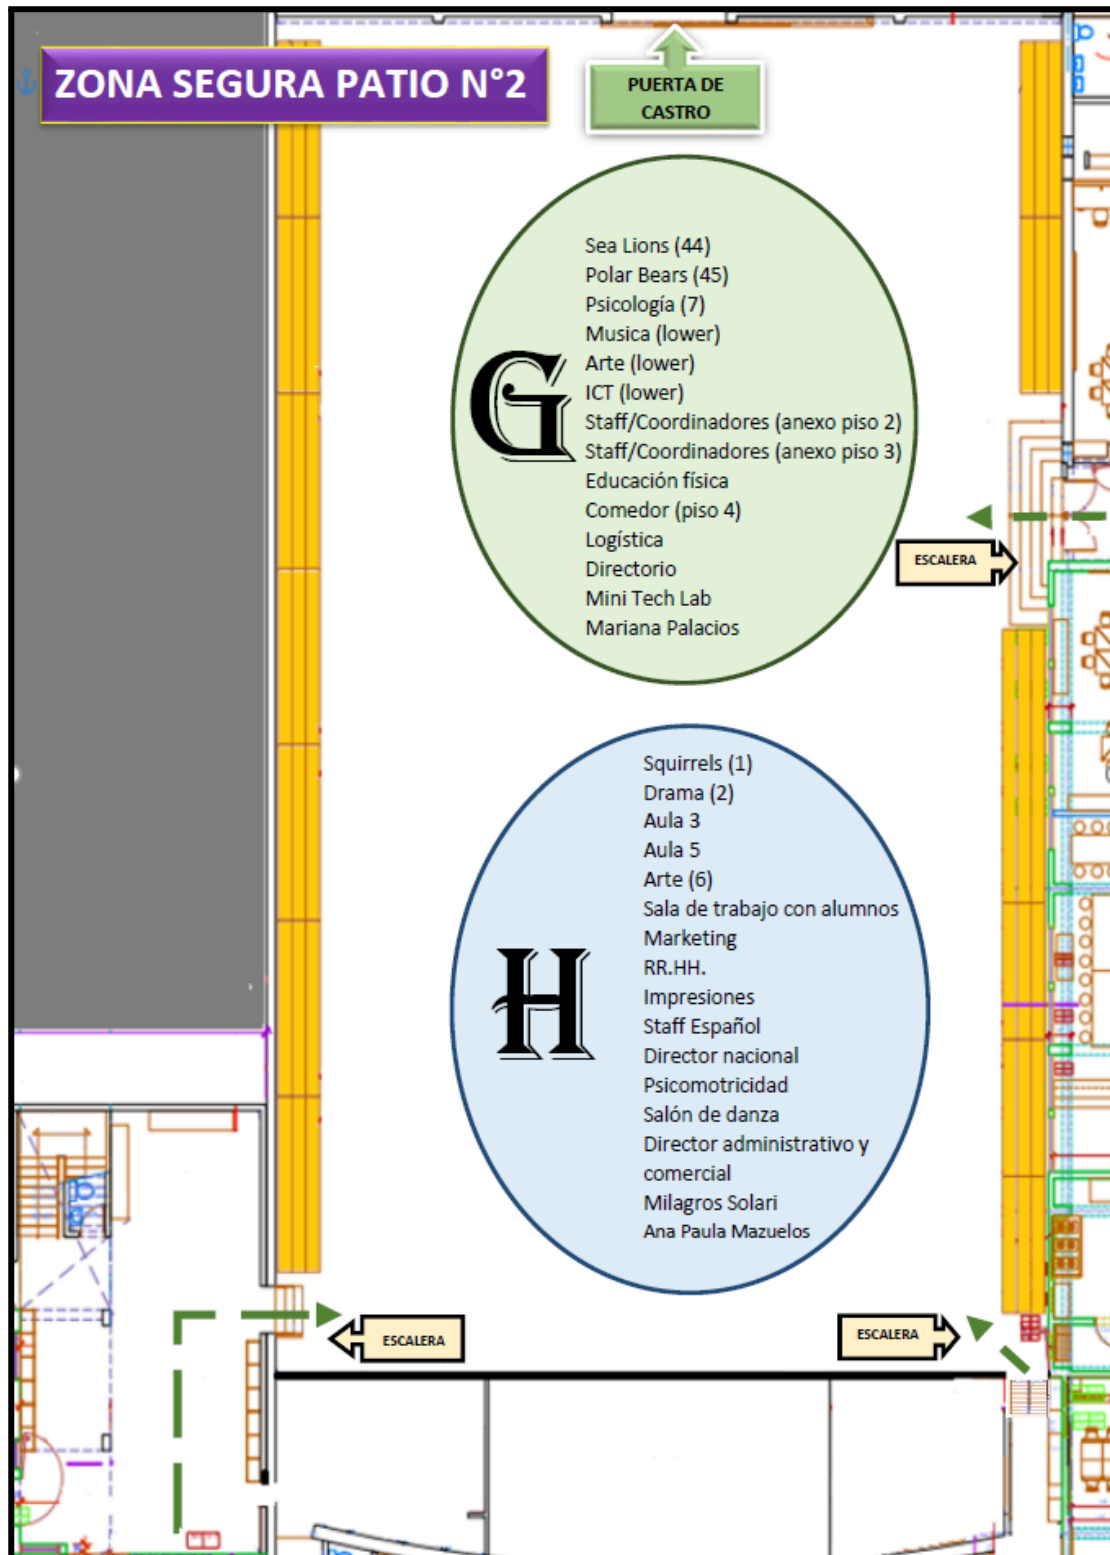 ZONA SEGURA PATIO N°2
PUERTA DE
CASTRO
G
Sea Lions (44)
Polar Bears (45)
Psicología (7)
Musica (lower)
Arte (lower)
ICT (lower)
Staff/Coordinadores (anexo piso 2)
Staff/Coordinadores (anexo piso 3)
Educación física
Comedor (piso 4)
Logística
Directorio
Mini Tech Lab
Mariana Palacios
ESCALERA
H
Squirrels (1)
Drama (2)
Aula 3
Aula 5
Arte (6)
Sala de trabajo con alumnos
Marketing
RR.HH.
Impresiones
Staff Español
Director nacional
Psicomotricidad
Salón de danza
Director administrativo y
comercial
Milagros Solari
Ana Paula Mazuelos
ESCALERA
ESCALERA